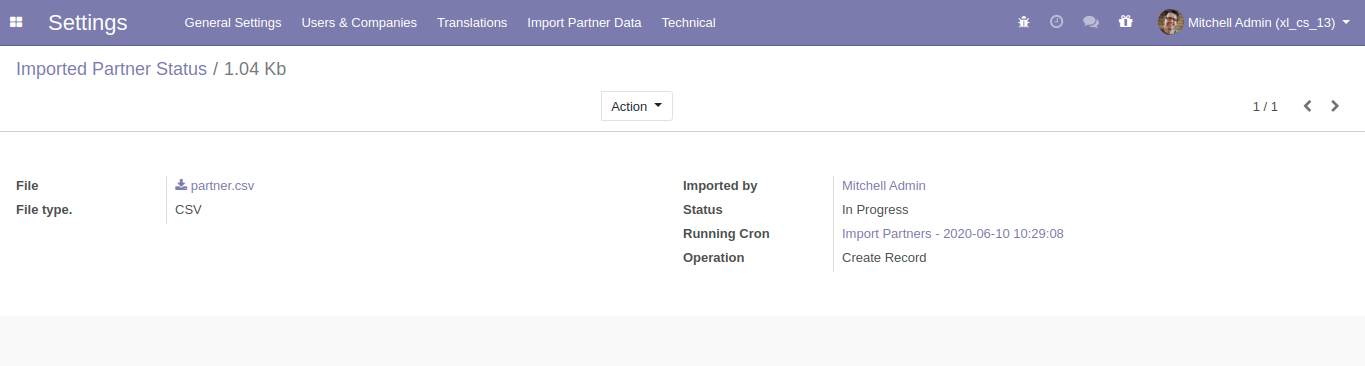 Settings General Settings Users & Companies Translations Import Partner Data Technical Mitchell Admin (xl_cs_13)
Imported Partner Status / 1.04 Kb
Action 1 / 1
File partner.csv
File type. CSV
Imported by Mitchell Admin
Status In Progress
Running Cron Import Partners - 2020-06-10 10:29:08
Operation Create Record